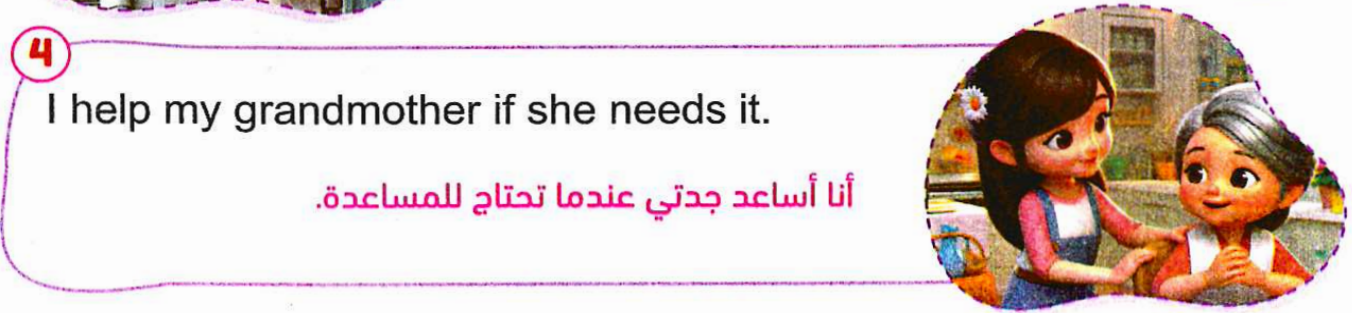 4
I help my grandmother if she needs it.
أنا أساعد جدتي عندما تحتاج للمساعدة.